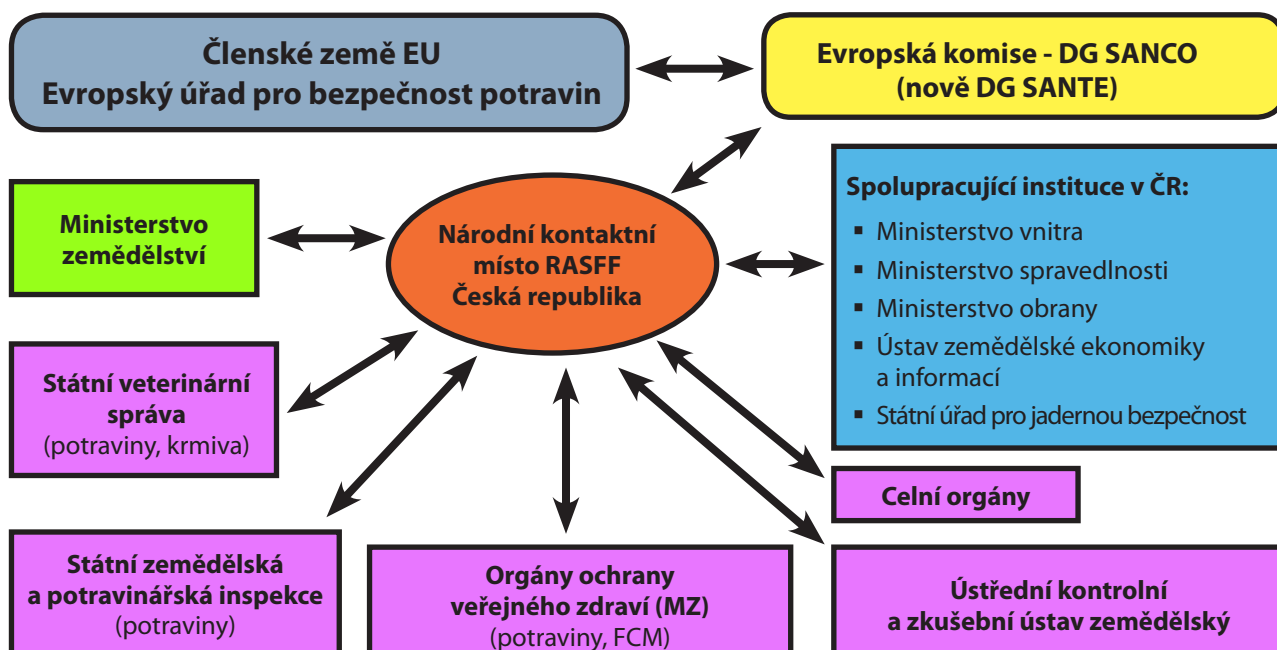 Členské země EU
Evropský úřad pro bezpečnost potravin
Evropská komise - DG SANCO
(nově DG SANTE)
Ministerstvo
zemědělství
Národní kontaktní
místo RASFF
Česká republika
Spolupracující instituce v ČR:
▪ Ministerstvo vnitra
▪ Ministerstvo spravedlnosti
▪ Ministerstvo obrany
▪ Ústav zemědělské ekonomiky
a informací
▪ Státní úřad pro jadernou bezpečnost
Státní veterinární
správa
(potraviny, krmiva)
Celní orgány
Státní zemědělská
a potravinářská inspekce
(potraviny)
Orgány ochrany
veřejného zdraví (MZ)
(potraviny, FCM)
Ústřední kontrolní
a zkušební ústav zemědělský